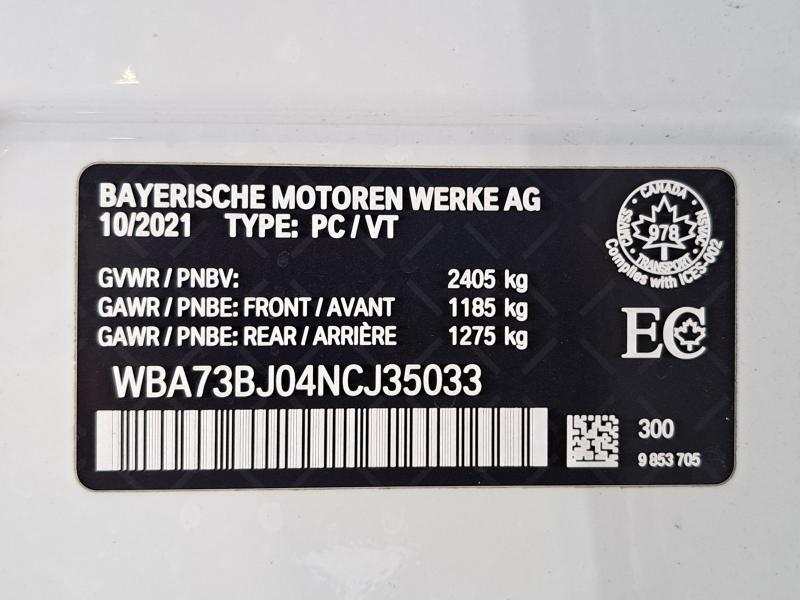 BAYERISCHE MOTOREN WERKE AG
10/2021 TYPE: PC / VT
GVWR / PNBV: 2405 kg
GAWR / PNBE: FRONT / AVANT 1185 kg
GAWR / PNBE: REAR / ARRIÈRE 1275 kg
WBA73BJ04NCJ35033
CANADA
978
TRANSPORT
CMVSS
NSVAC
Complies with ICES-002
EC
300
9 853 705